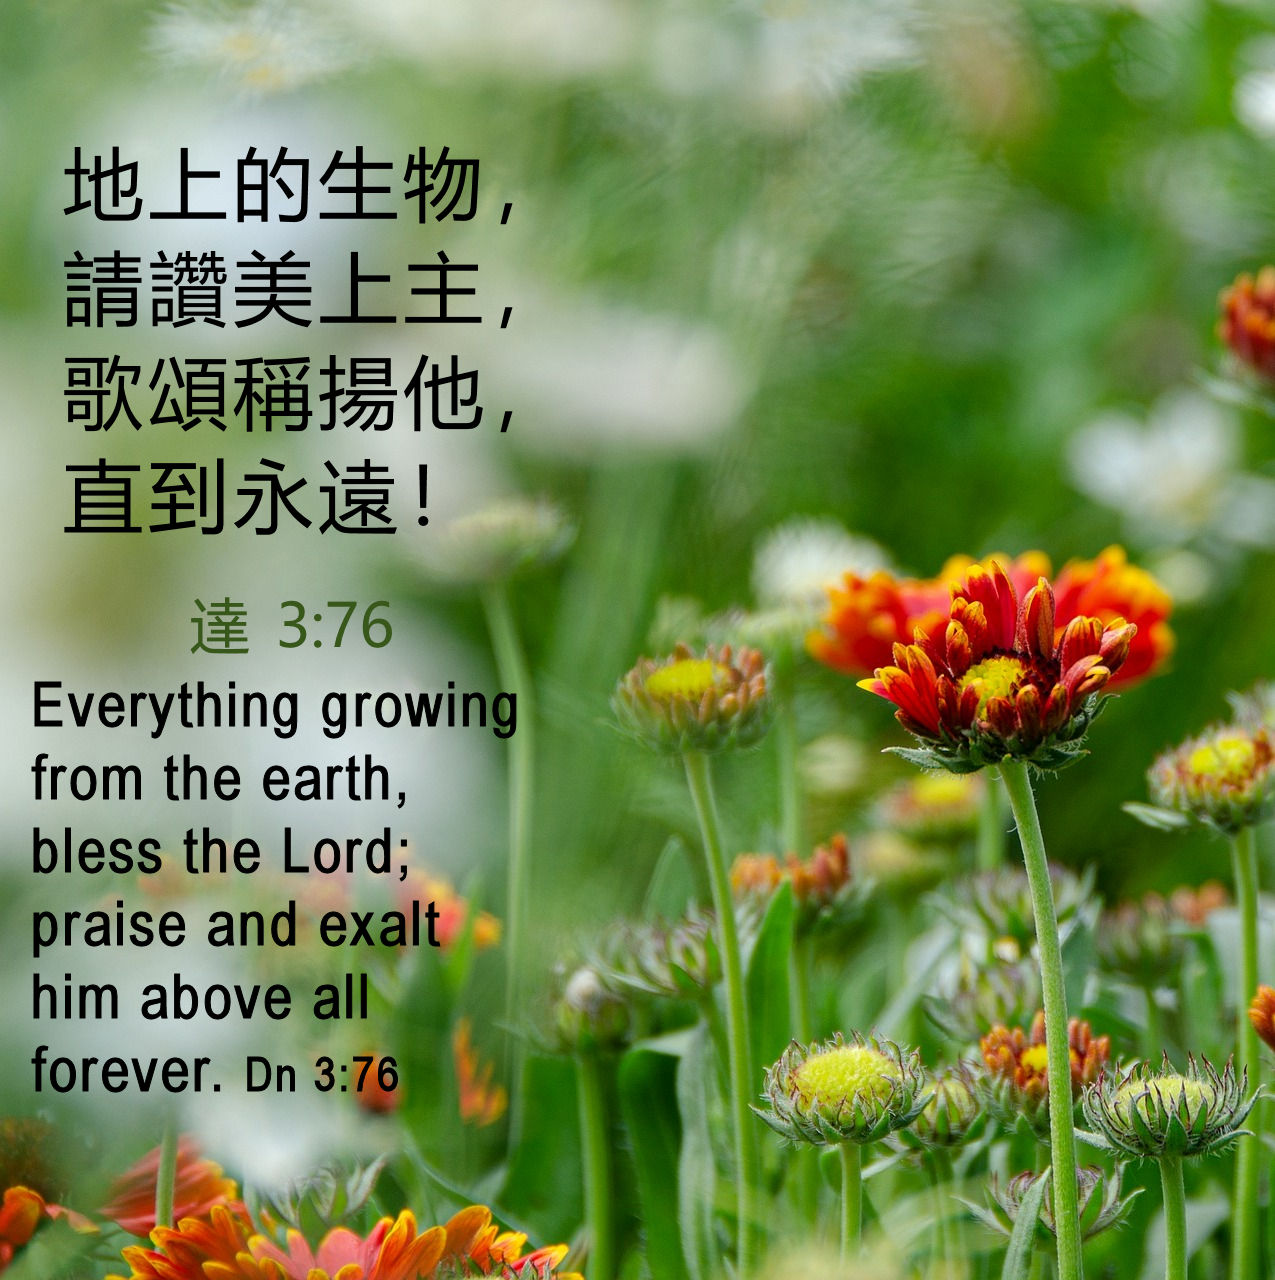 地上的生物,
請讚美上主,
歌頌稱揚他,
直到永遠!
達 3:76
Everything growing
from the earth,
bless the Lord;
praise and exalt
him above all
forever. Dn 3:76